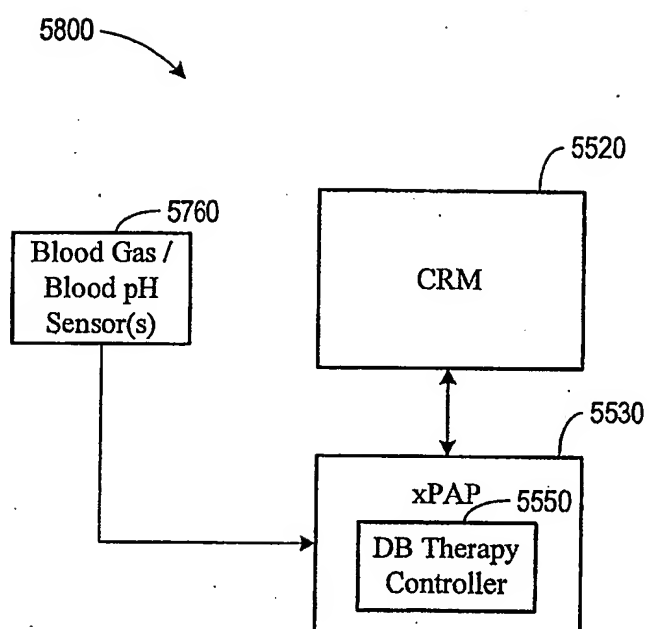 5800
5520
5760
Blood Gas /
Blood pH
Sensor(s)
CRM
5530
xPAP
5550
DB Therapy
Controller